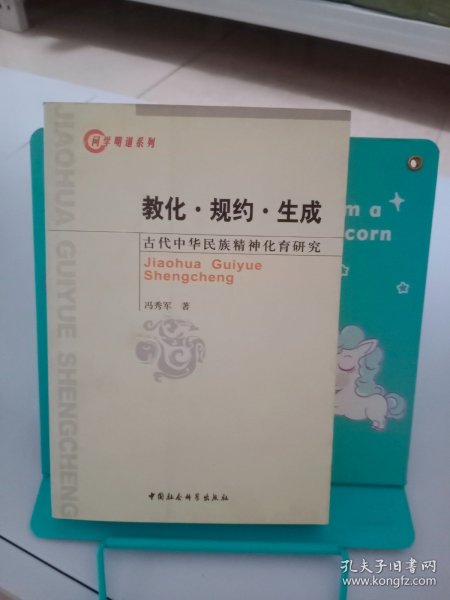 问学明道系列
教化·规约·生成
古代中华民族精神化育研究
Jiaohua Guiyue
Shengcheng
冯秀军 著
中国社会科学出版社
JIAOHUA GUIYUE SHENGCHENG
m a
corn
孔夫子旧书网
www.kongfz.com